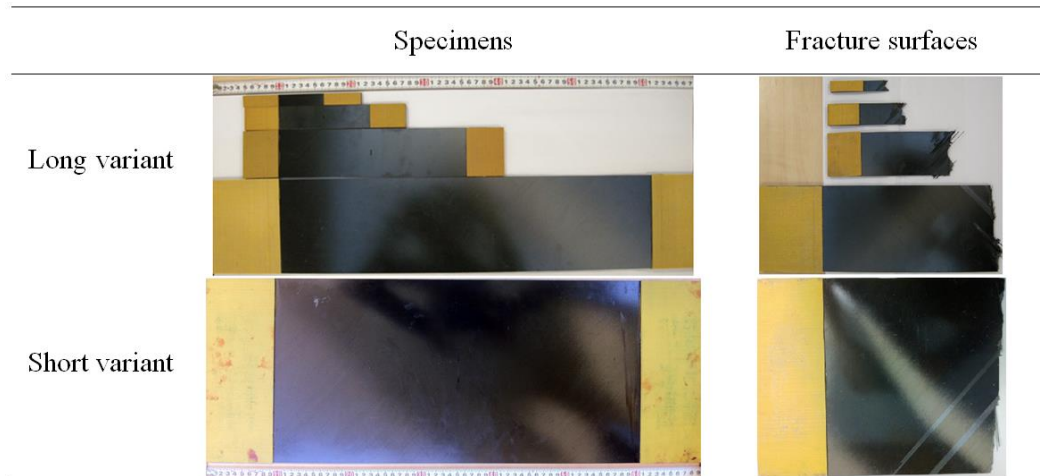 Specimens
Fracture surfaces
Long variant
Short variant